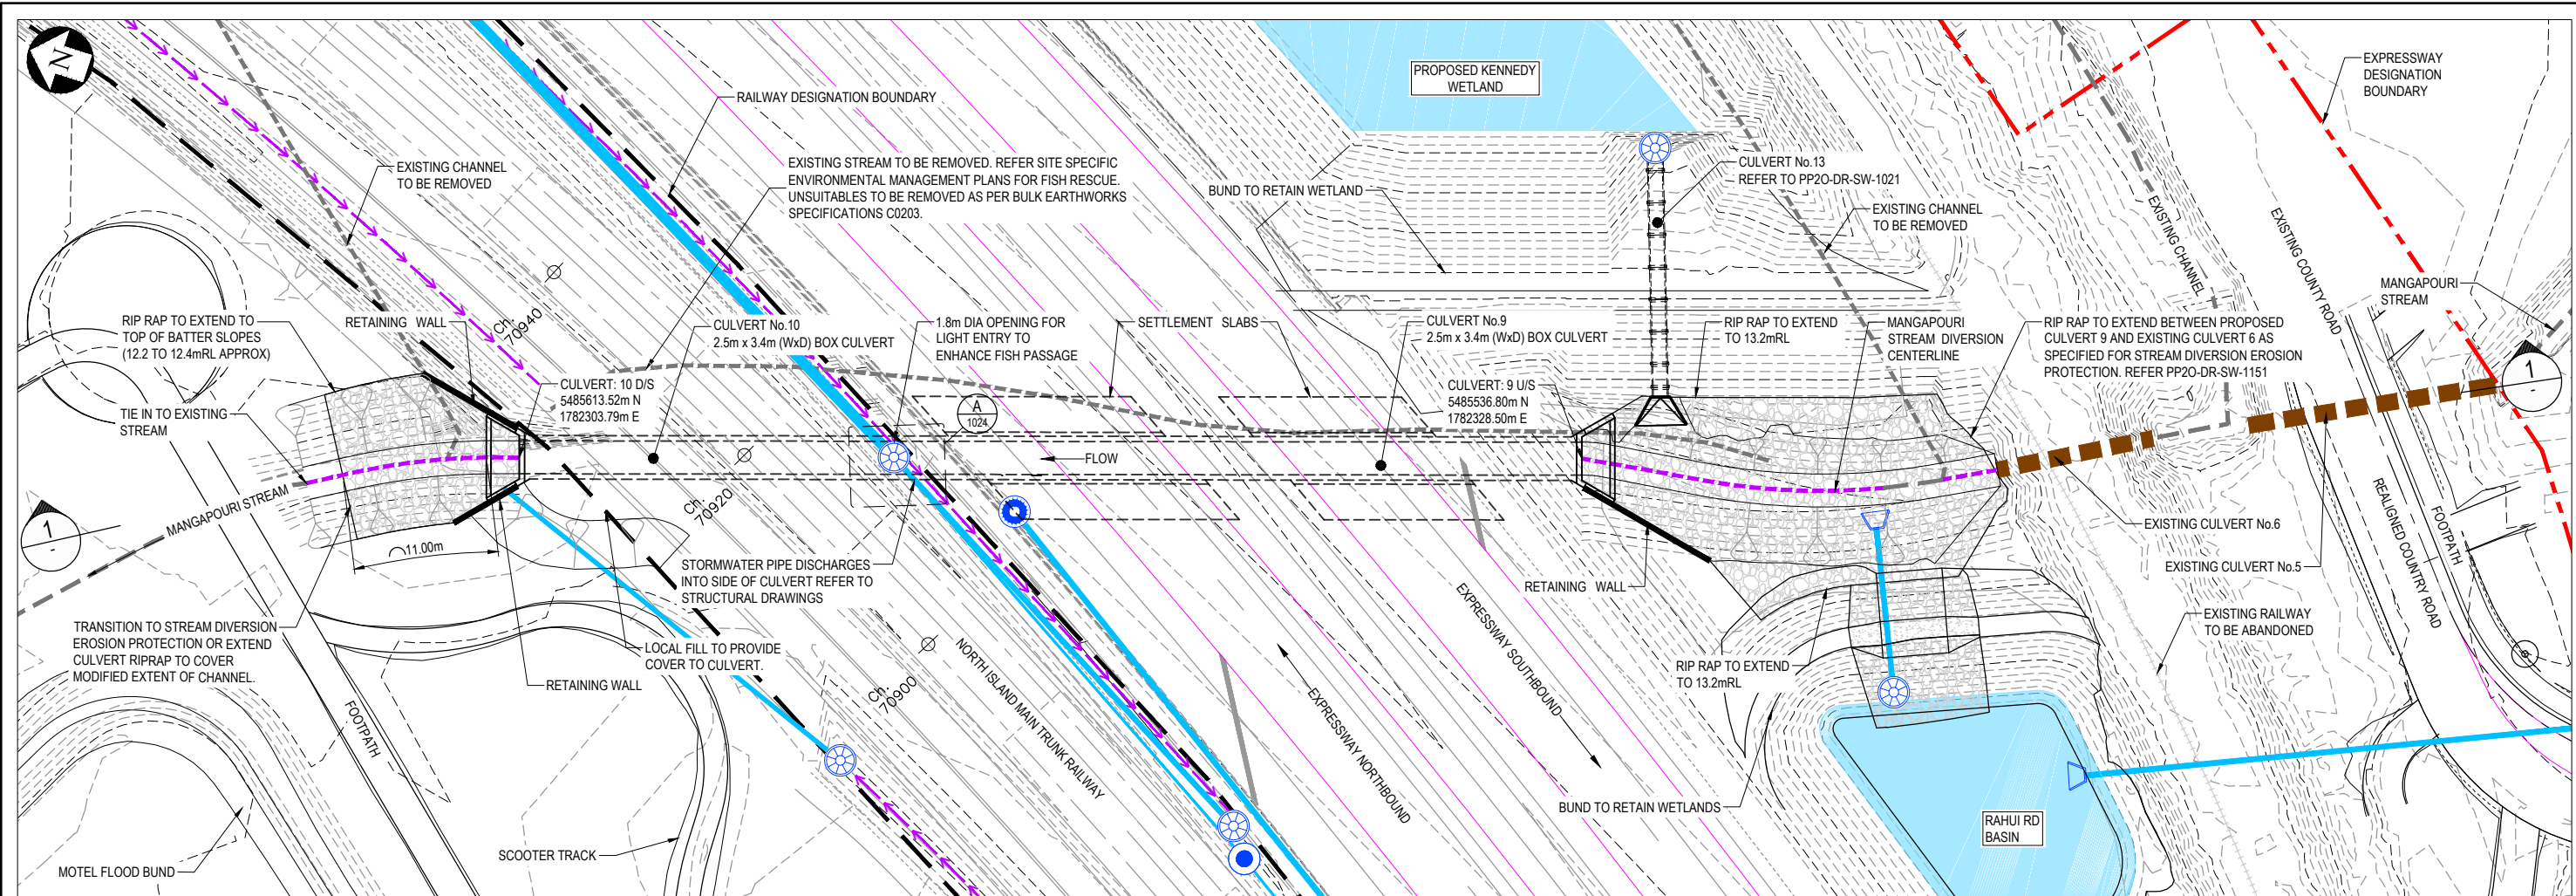 N
PROPOSED KENNEDY
WETLAND
EXPRESSWAY
DESIGNATION
BOUNDARY
RAILWAY DESIGNATION BOUNDARY
EXISTING CHANNEL
TO BE REMOVED
EXISTING STREAM TO BE REMOVED. REFER SITE SPECIFIC
ENVIRONMENTAL MANAGEMENT PLANS FOR FISH RESCUE.
UNSUITABLES TO BE REMOVED AS PER BULK EARTHWORKS
SPECIFICATIONS C0203.
BUND TO RETAIN WETLAND
CULVERT No.13
REFER TO PP2O-DR-SW-1021
EXISTING CHANNEL
TO BE REMOVED
EXISTING CHANNEL
EXISTING COUNTY ROAD
MANGAPOURI
STREAM
RIP RAP TO EXTEND TO
TOP OF BATTER SLOPES
(12.2 TO 12.4mRL APPROX)
RETAINING WALL
Ch.
70940
CULVERT No.10
2.5m x 3.4m (WxD) BOX CULVERT
1.8m DIA OPENING FOR
LIGHT ENTRY TO
ENHANCE FISH PASSAGE
SETTLEMENT SLABS
CULVERT No.9
2.5m x 3.4m (WxD) BOX CULVERT
RIP RAP TO EXTEND
TO 13.2mRL
MANGAPOURI
STREAM DIVERSION
CENTERLINE
RIP RAP TO EXTEND BETWEEN PROPOSED
CULVERT 9 AND EXISTING CULVERT 6 AS
SPECIFIED FOR STREAM DIVERSION EROSION
PROTECTION. REFER PP2O-DR-SW-1151
1
-
CULVERT: 10 D/S
5485613.52m N
1782303.79m E
A
1024
CULVERT: 9 U/S
5485536.80m N
1782328.50m E
TIE IN TO EXISTING
STREAM
FLOW
MANGAPOURI STREAM
1
-
11.00m
Ch.
70920
STORMWATER PIPE DISCHARGES
INTO SIDE OF CULVERT REFER TO
STRUCTURAL DRAWINGS
EXISTING CULVERT No.6
REALIGNED COUNTRY ROAD
FOOTPATH
EXISTING CULVERT No.5
RETAINING WALL
EXPRESSWAY SOUTHBOUND
EXISTING RAILWAY
TO BE ABANDONED
TRANSITION TO STREAM DIVERSION
EROSION PROTECTION OR EXTEND
CULVERT RIPRAP TO COVER
MODIFIED EXTENT OF CHANNEL.
LOCAL FILL TO PROVIDE
COVER TO CULVERT.
RETAINING WALL
Ch.
70900
NORTH ISLAND MAIN TRUNK RAILWAY
EXPRESSWAY NORTHBOUND
RIP RAP TO EXTEND
TO 13.2mRL
FOOTPATH
BUND TO RETAIN WETLANDS
RAHUI RD
BASIN
SCOOTER TRACK
MOTEL FLOOD BUND